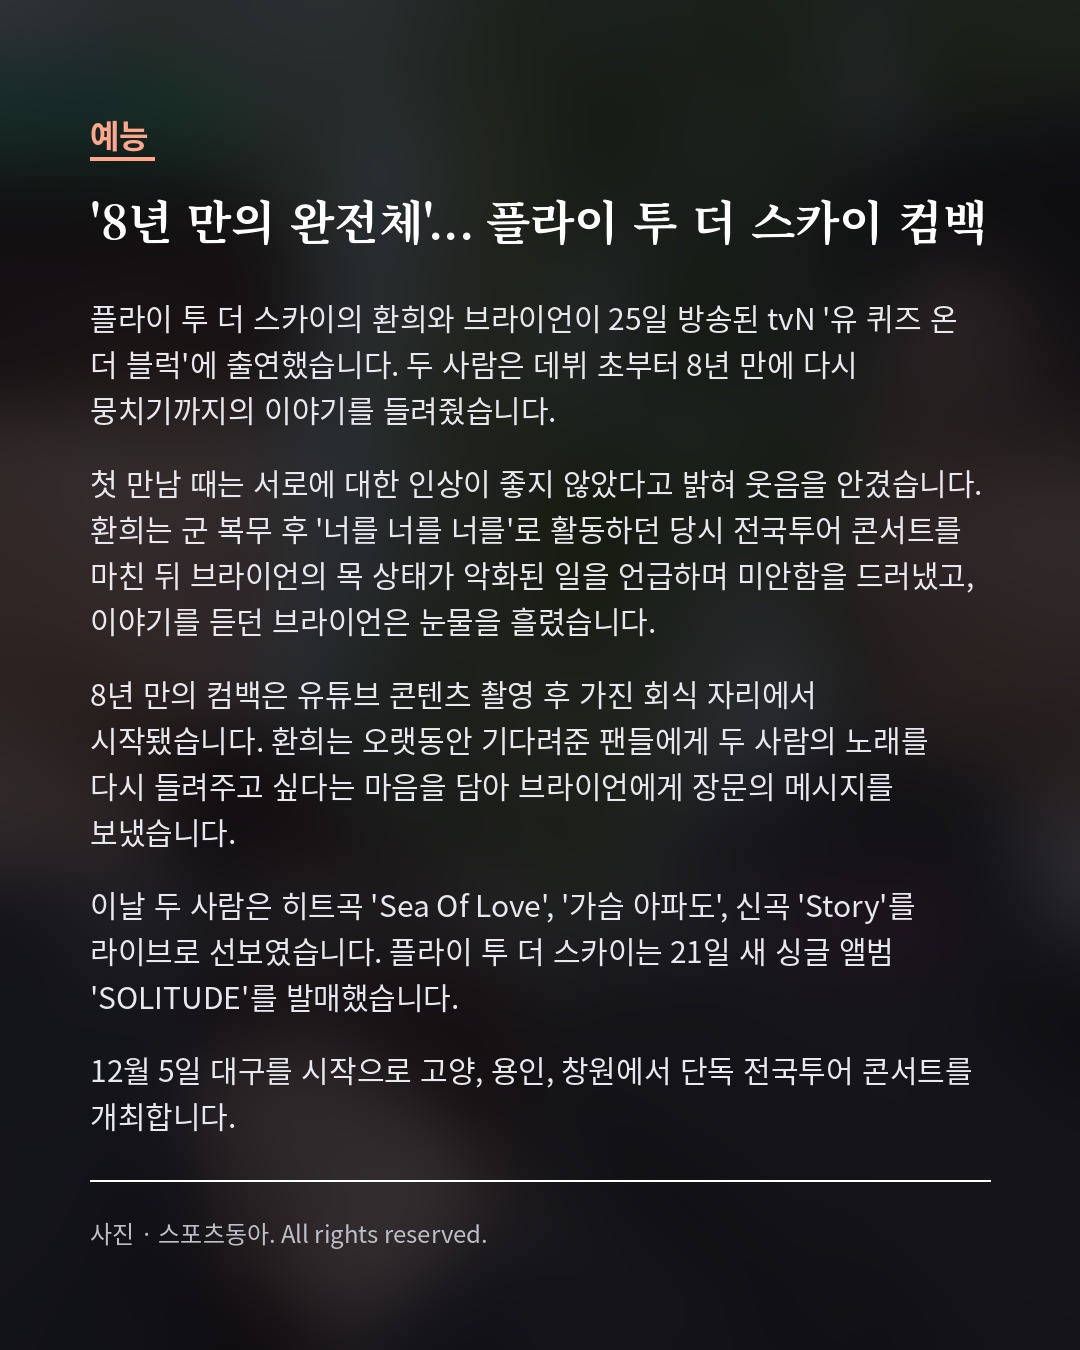 예능
'8년 만의 완전체'... 플라이 투 더 스카이 컴백
플라이 투 더 스카이의 환희와 브라이언이 25일 방송된 tvN '유 퀴즈 온
더 블럭'에 출연했습니다. 두 사람은 데뷔 초부터 8년 만에 다시
뭉치기까지의 이야기를 들려줬습니다.
첫 만남 때는 서로에 대한 인상이 좋지 않았다고 밝혀 웃음을 안겼습니다.
환희는 군 복무 후 '너를 너를 너를'로 활동하던 당시 전국투어 콘서트를
마친 뒤 브라이언의 목 상태가 악화된 일을 언급하며 미안함을 드러냈고,
이야기를 듣던 브라이언은 눈물을 흘렸습니다.
8년 만의 컴백은 유튜브 콘텐츠 촬영 후 가진 회식 자리에서
시작됐습니다. 환희는 오랫동안 기다려준 팬들에게 두 사람의 노래를
다시 들려주고 싶다는 마음을 담아 브라이언에게 장문의 메시지를
보냈습니다.
이날 두 사람은 히트곡 'Sea Of Love', '가슴 아파도', 신곡 'Story'를
라이브로 선보였습니다. 플라이 투 더 스카이는 21일 새 싱글 앨범
'SOLITUDE'를 발매했습니다.
12월 5일 대구를 시작으로 고양, 용인, 창원에서 단독 전국투어 콘서트를
개최합니다.
사진 · 스포츠동아. All rights reserved.